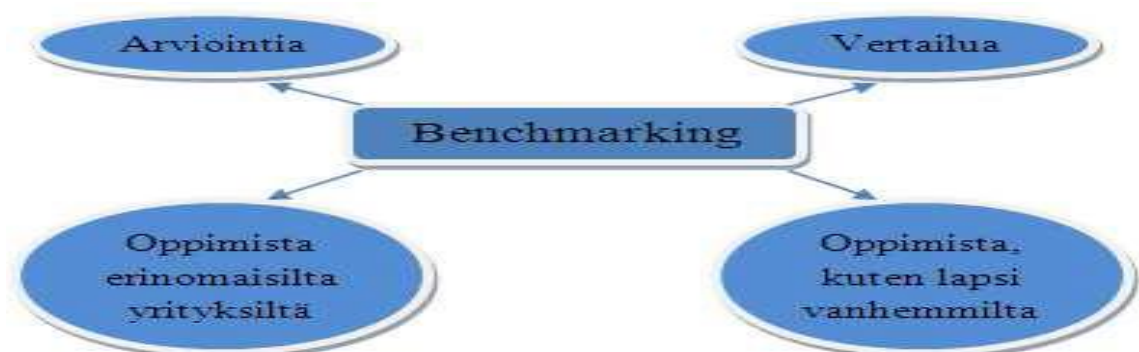 Arviointia
Vertailua
Benchmarking
Oppimista
erinomaisilta
yrityksiltä
Oppimista,
kuten lapsi
vanhemmilta